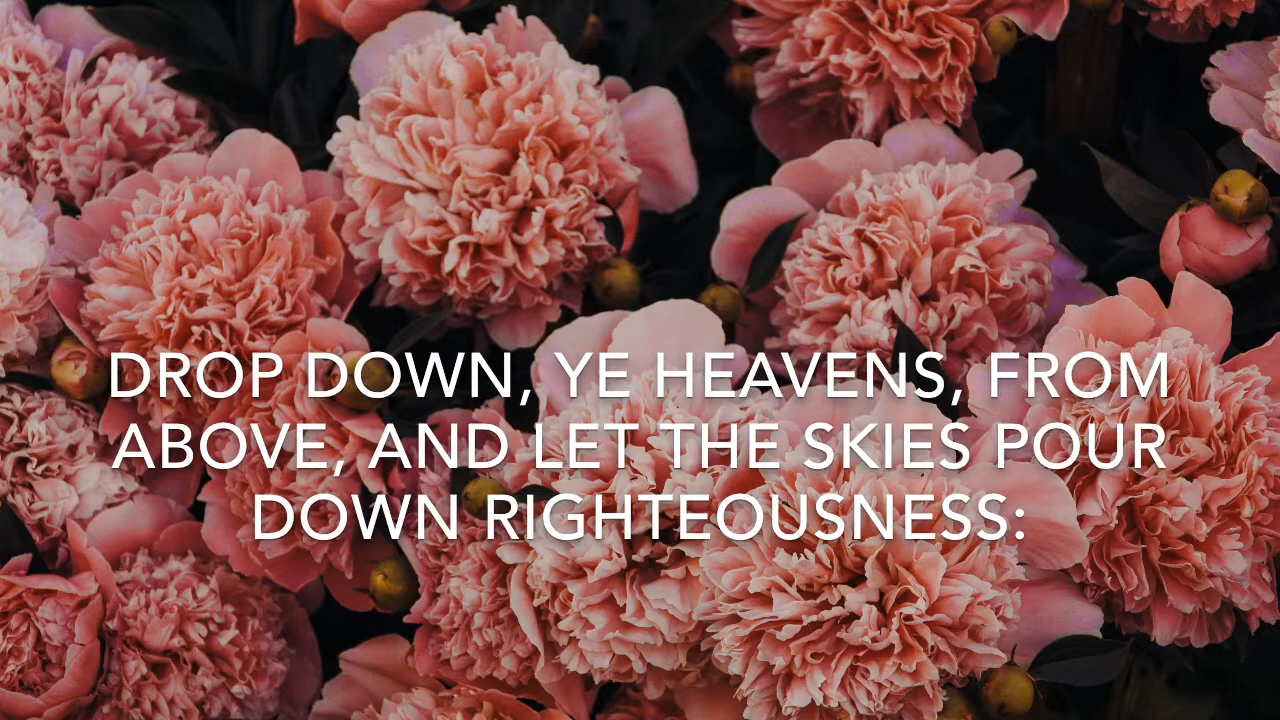 DROP DOWN, YE HEAVENS, FROM
ABOVE, AND LET THE SKIES POUR
DOWN RIGHTEOUSNESS: